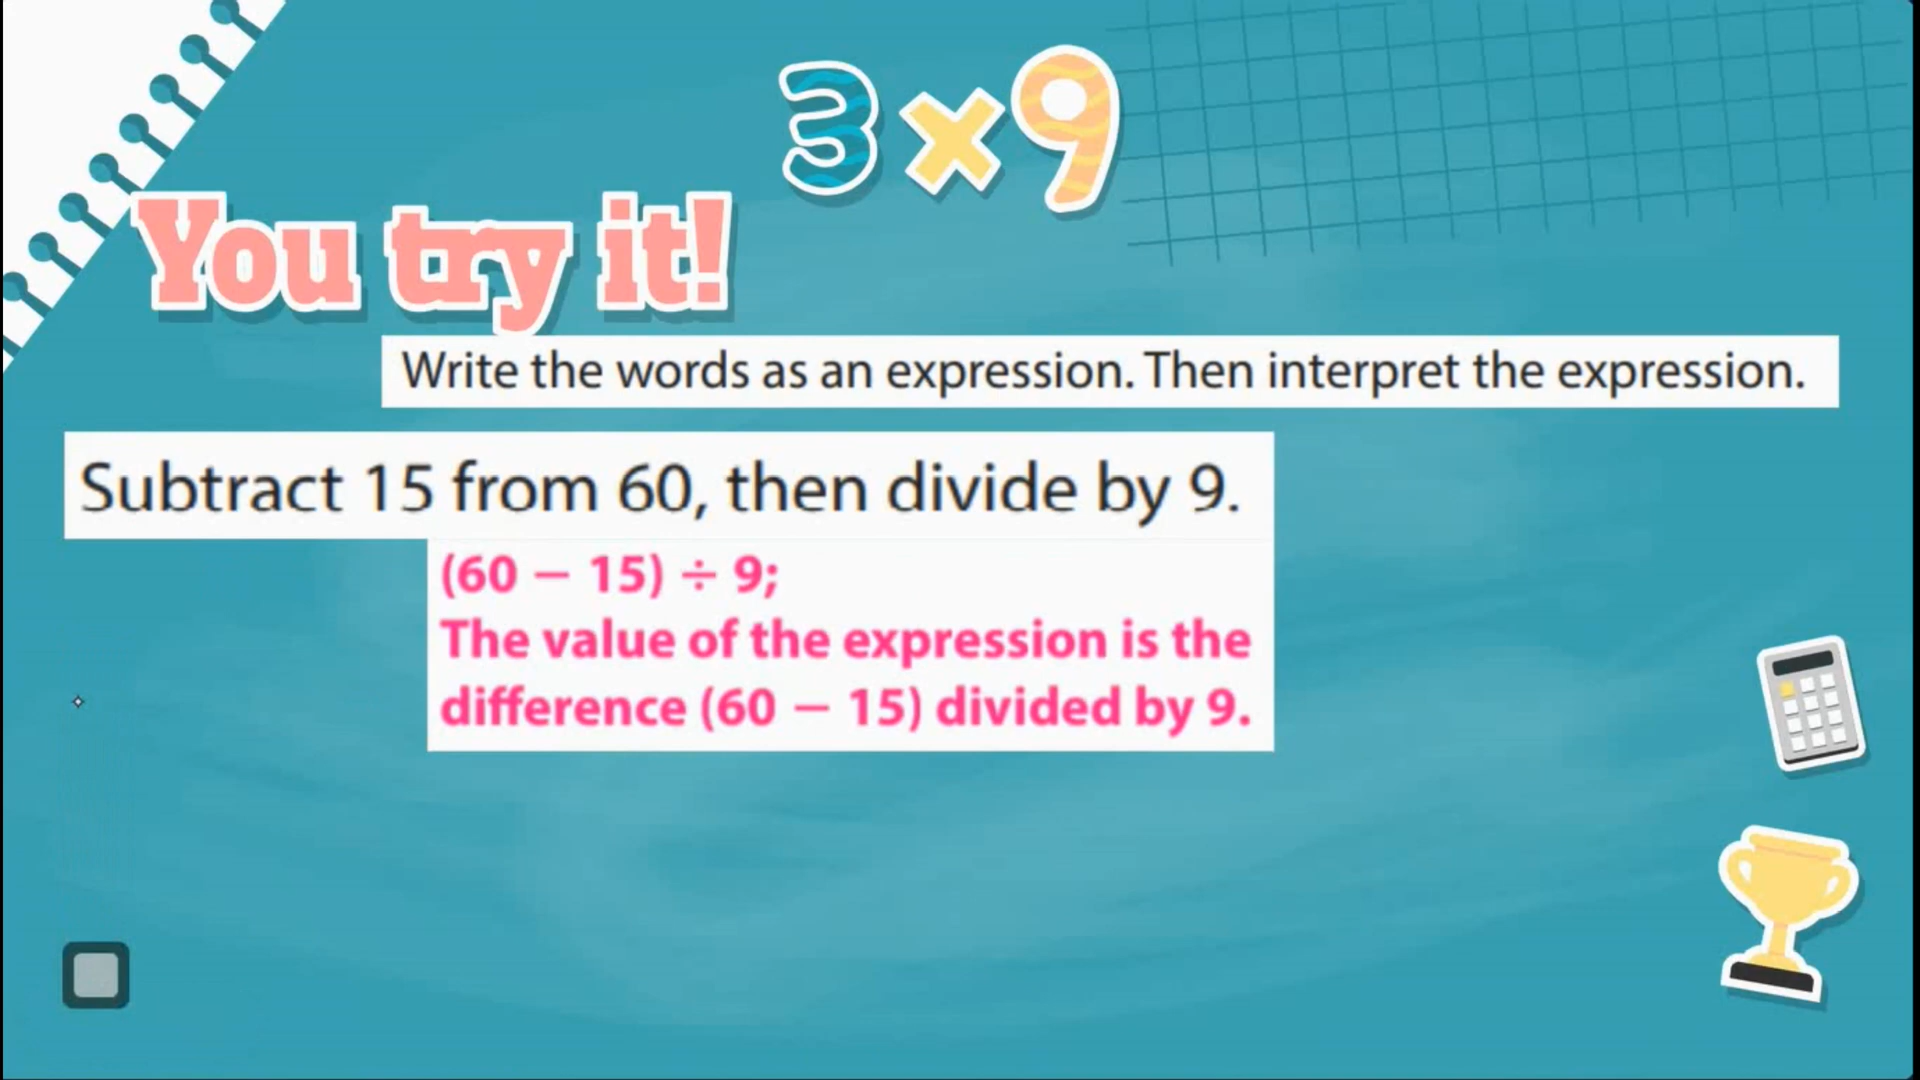 3×9
You try it!
Write the words as an expression. Then interpret the expression.
Subtract 15 from 60, then divide by 9.
(60 − 15) ÷ 9;
The value of the expression is the
difference (60 − 15) divided by 9.